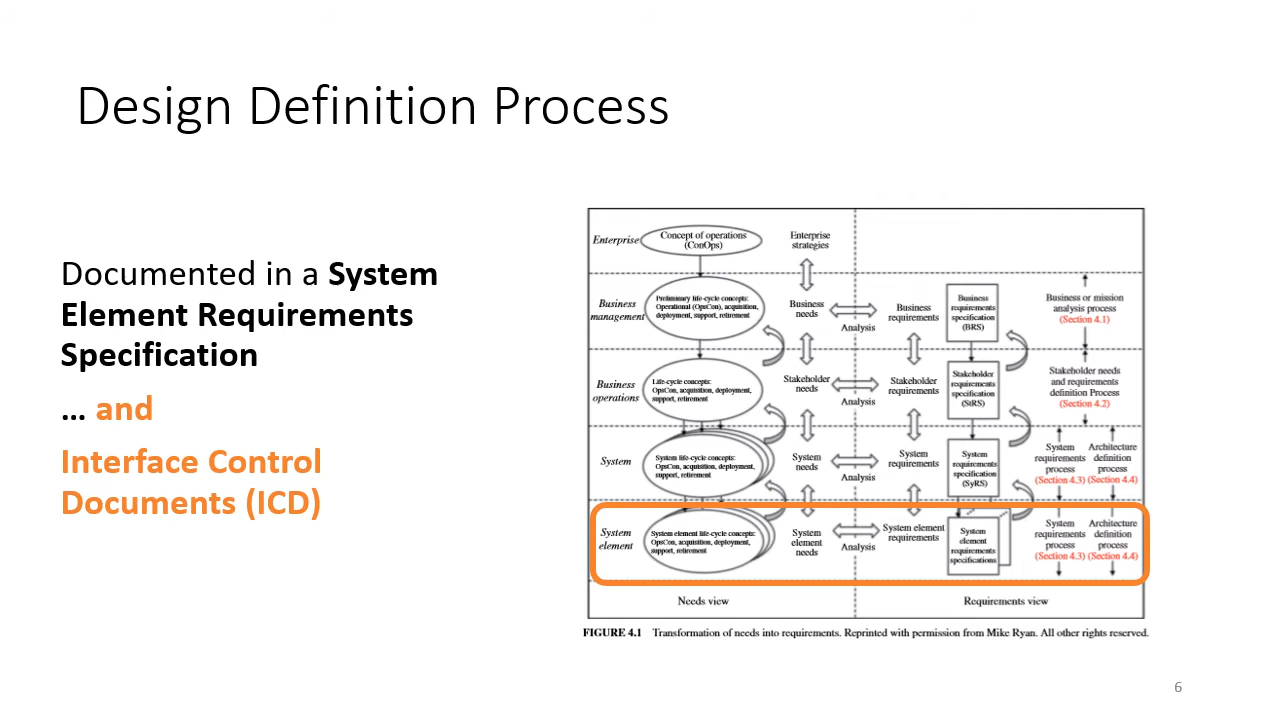 Design Definition Process
Documented in a System
Element Requirements
Specification
... and
Interface Control
Documents (ICD)
Enterprise
Concept of operations
(ConOps)
Enterprise
strategies
Business
management
Preliminary life-cycle concepts:
Operational (OpsCon), acquisition,
deployment, support, retirement
Business
needs
Analysis
Business
requirements
Business
requirements
specification
(BRS)
Business or mission
analysis process
(Section 4.1)
Business
operations
Life-cycle concepts:
OpsCon, acquisition, deployment,
support, retirement
Stakeholder
needs
Analysis
Stakeholder
requirements
Stakeholder
requirements
specification
(StRS)
Stakeholder needs
and requirements
definition Process
(Section 4.2)
System
System life-cycle concepts:
OpsCon, acquisition, deployment,
support, retirement
System
needs
Analysis
System
requirements
System
requirements
specification
(SyRS)
System
requirements
process
(Section 4.3)
Architecture
definition
process
(Section 4.4)
System
element
System element life-cycle concepts:
OpsCon, acquisition, deployment,
support, retirement
System
element
needs
Analysis
System element
requirements
System
element
requirements
specifications
System
requirements
process
(Section 4.3)
Architecture
definition
process
(Section 4.4)
Needs view
Requirements view
FIGURE 4.1 Transformation of needs into requirements. Reprinted with permission from Mike Ryan. All other rights reserved.
6